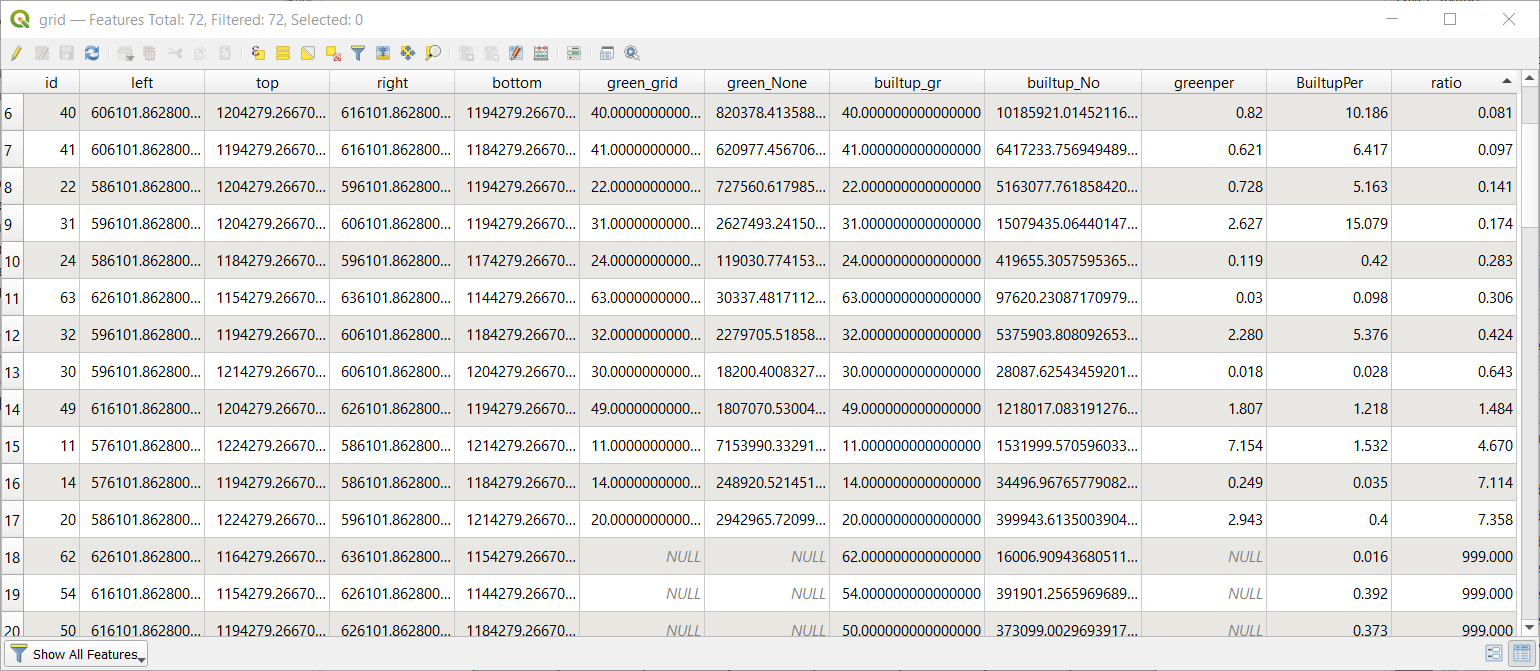 grid — Features Total: 72, Filtered: 72, Selected: 0
id left top right bottom green_grid green_None builtup_gr builtup_No greenper BuiltupPer ratio
6 40 606101.862800... 1204279.26670... 616101.862800... 1194279.26670... 40.0000000000... 820378.413588... 40.000000000000000 10185921.01452116... 0.82 10.186 0.081
7 41 606101.862800... 1194279.26670... 616101.862800... 1184279.26670... 41.0000000000... 620977.456706... 41.000000000000000 6417233.756949489... 0.621 6.417 0.097
8 22 586101.862800... 1204279.26670... 596101.862800... 1194279.26670... 22.0000000000... 727560.617985... 22.000000000000000 5163077.761858420... 0.728 5.163 0.141
9 31 596101.862800... 1204279.26670... 606101.862800... 1194279.26670... 31.0000000000... 2627493.24150... 31.000000000000000 15079435.06440147... 2.627 15.079 0.174
10 24 586101.862800... 1184279.26670... 596101.862800... 1174279.26670... 24.0000000000... 119030.774153... 24.000000000000000 419655.3057595365... 0.119 0.42 0.283
11 63 626101.862800... 1154279.26670... 636101.862800... 1144279.26670... 63.0000000000... 30337.4817112... 63.000000000000000 97620.23087170979... 0.03 0.098 0.306
12 32 596101.862800... 1194279.26670... 606101.862800... 1184279.26670... 32.0000000000... 2279705.51858... 32.000000000000000 5375903.808092653... 2.280 5.376 0.424
13 30 596101.862800... 1214279.26670... 606101.862800... 1204279.26670... 30.0000000000... 18200.4008327... 30.000000000000000 28087.62543459201... 0.018 0.028 0.643
14 49 616101.862800... 1204279.26670... 626101.862800... 1194279.26670... 49.0000000000... 1807070.53004... 49.000000000000000 1218017.083191276... 1.807 1.218 1.484
15 11 576101.862800... 1224279.26670... 586101.862800... 1214279.26670... 11.0000000000... 7153990.33291... 11.000000000000000 1531999.570596033... 7.154 1.532 4.670
16 14 576101.862800... 1194279.26670... 586101.862800... 1184279.26670... 14.0000000000... 248920.521451... 14.000000000000000 34496.96765779082... 0.249 0.035 7.114
17 20 586101.862800... 1224279.26670... 596101.862800... 1214279.26670... 20.0000000000... 2942965.72099... 20.000000000000000 399943.6135003904... 2.943 0.4 7.358
18 62 626101.862800... 1164279.26670... 636101.862800... 1154279.26670... NULL NULL 62.000000000000000 16006.90943680511... NULL 0.016 999.000
19 54 616101.862800... 1154279.26670... 626101.862800... 1144279.26670... NULL NULL 54.000000000000000 391901.2565969689... NULL 0.392 999.000
20 50 616101.862800... 1194279.26670... 626101.862800... 1184279.26670... NULL NULL 50.000000000000000 373099.0029693917... NULL 0.373 999.000
Show All Features